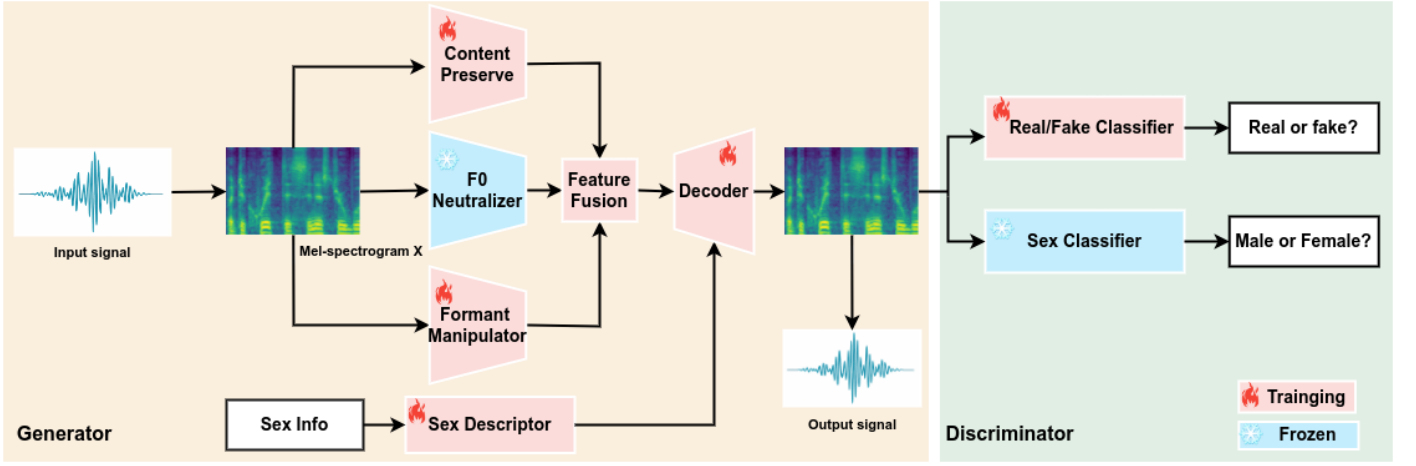 Content
Preserve
Real/Fake Classifier
Real or fake?
F0
Neutralizer
Feature
Fusion
Decoder
Input signal
Mel-spectrogram X
Sex Classifier
Male or Female?
Formant
Manipulator
Sex Info
Sex Descriptor
Output signal
Generator
Discriminator
Trainging
Frozen